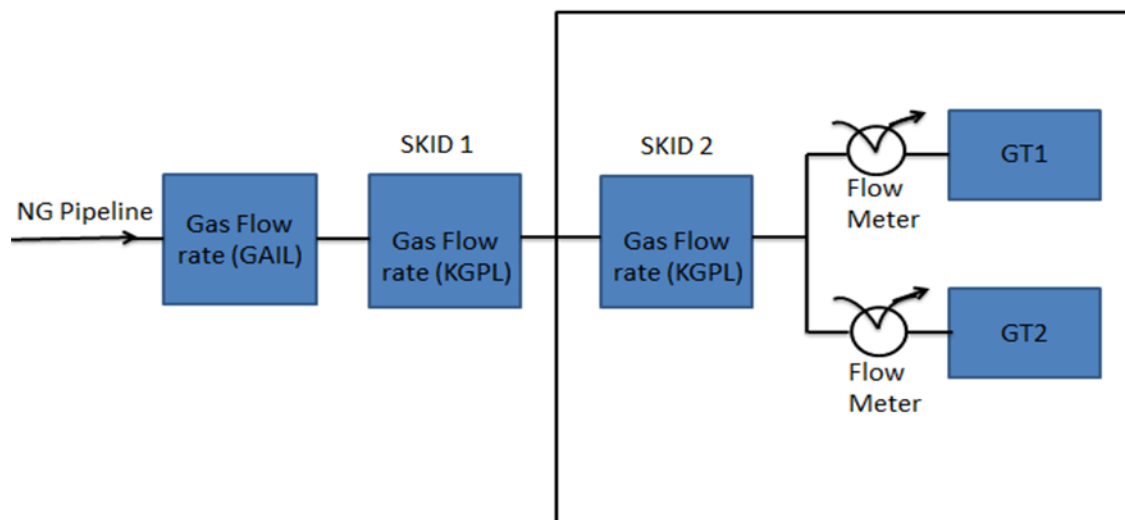 NG Pipeline
Gas Flow
rate (GAIL)
SKID 1
Gas Flow
rate (KGPL)
SKID 2
Gas Flow
rate (KGPL)
Flow
Meter
GT1
Flow
Meter
GT2